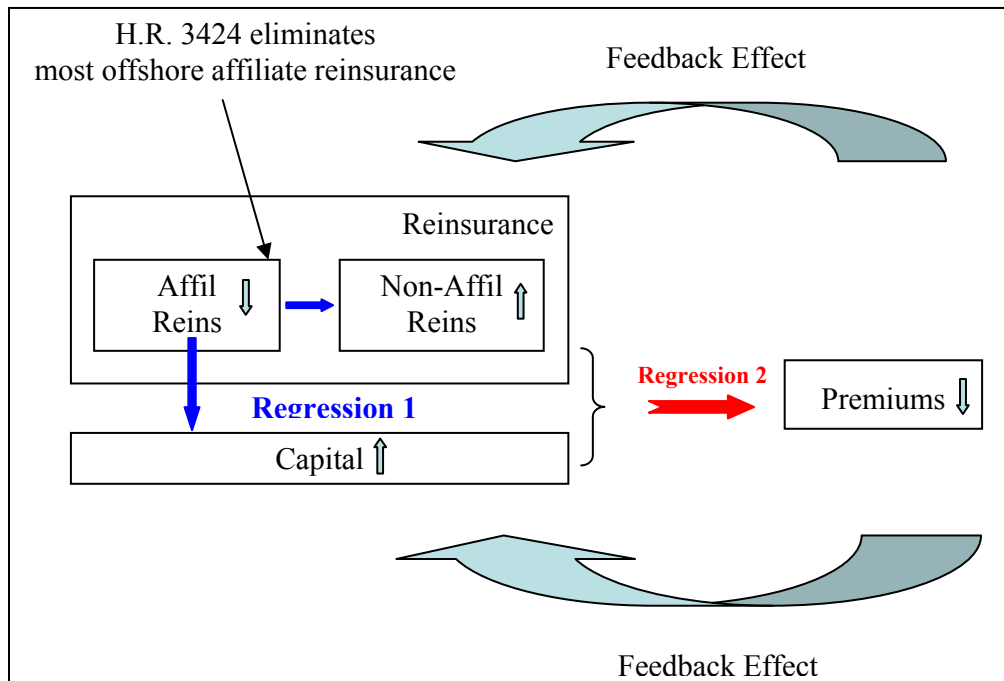 H.R. 3424 eliminates
most offshore affiliate reinsurance
Feedback Effect
Reinsurance
Affil
Reins
Non-Affil
Reins
Regression 1
Capital
Regression 2
Premiums
Feedback Effect